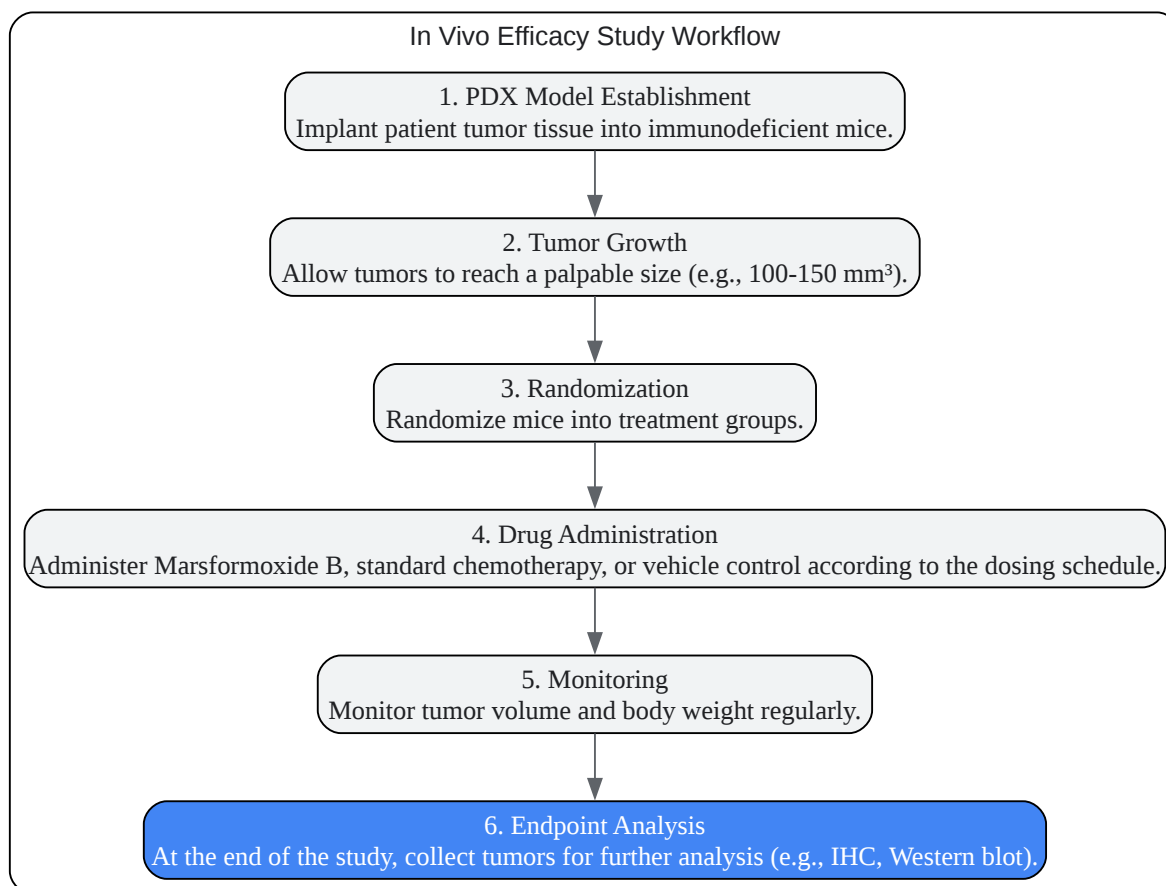 In Vivo Efficacy Study Workflow
1. PDX Model Establishment
Implant patient tumor tissue into immunodeficient mice.
2. Tumor Growth
Allow tumors to reach a palpable size (e.g., 100-150 mm³).
3. Randomization
Randomize mice into treatment groups.
4. Drug Administration
Administer Marsformoxide B, standard chemotherapy, or vehicle control according to the dosing schedule.
5. Monitoring
Monitor tumor volume and body weight regularly.
6. Endpoint Analysis
At the end of the study, collect tumors for further analysis (e.g., IHC, Western blot).